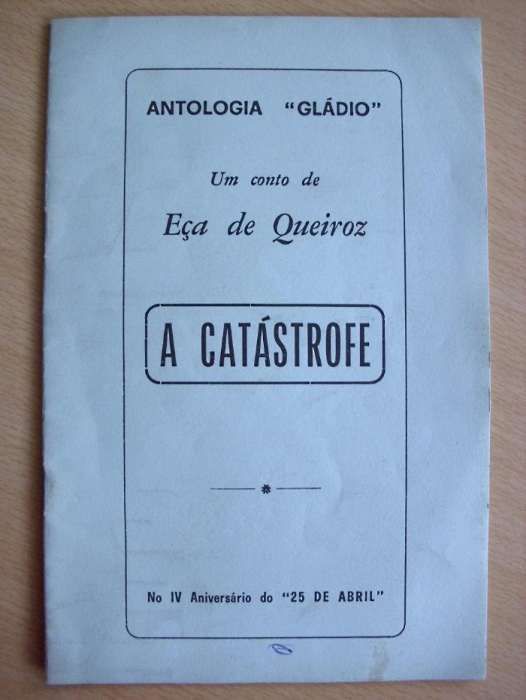 ANTOLOGIA "GLÁDIO"
Um conto de
Eça de Queiroz
A CATÁSTROFE
No IV Aniversário do "25 DE ABRIL"